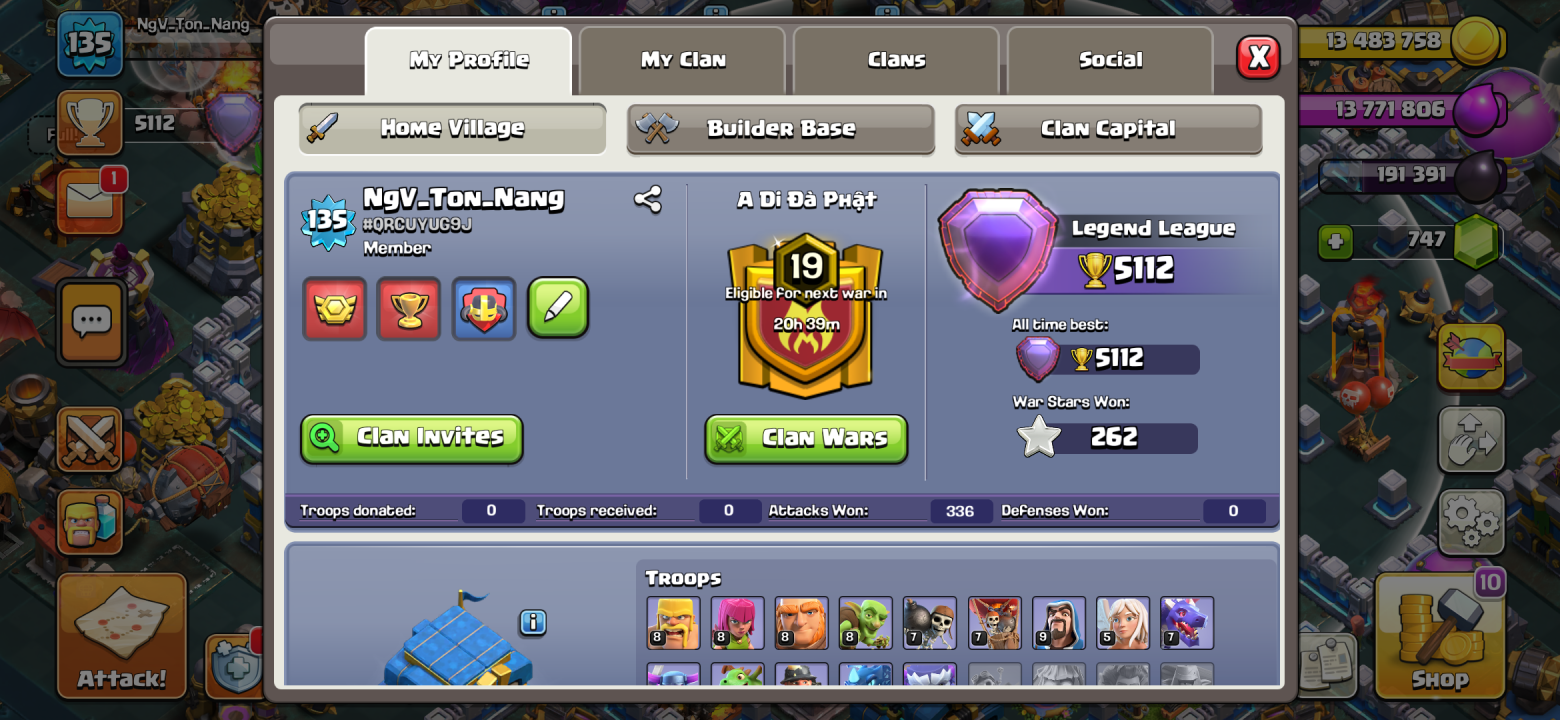 135
NgV_Ton_Nang
5112
1
Attack!
My Profile
My Clan
Clans
Social
X
Home Village
Builder Base
Clan Capital
135
NgV_Ton_Nang
#QRCUYUG9J
Member
Clan Invites
A Di Đà Phật
19
Eligible for next war in
20h 39m
Clan Wars
Legend League
5112
All time best:
5112
War Stars Won:
262
Troops donated: 0
Troops received: 0
Attacks Won: 336
Defenses Won: 0
Troops
8
8
8
8
7
7
9
5
7
13 483 758
13 771 806
191 391
747
10
Shop